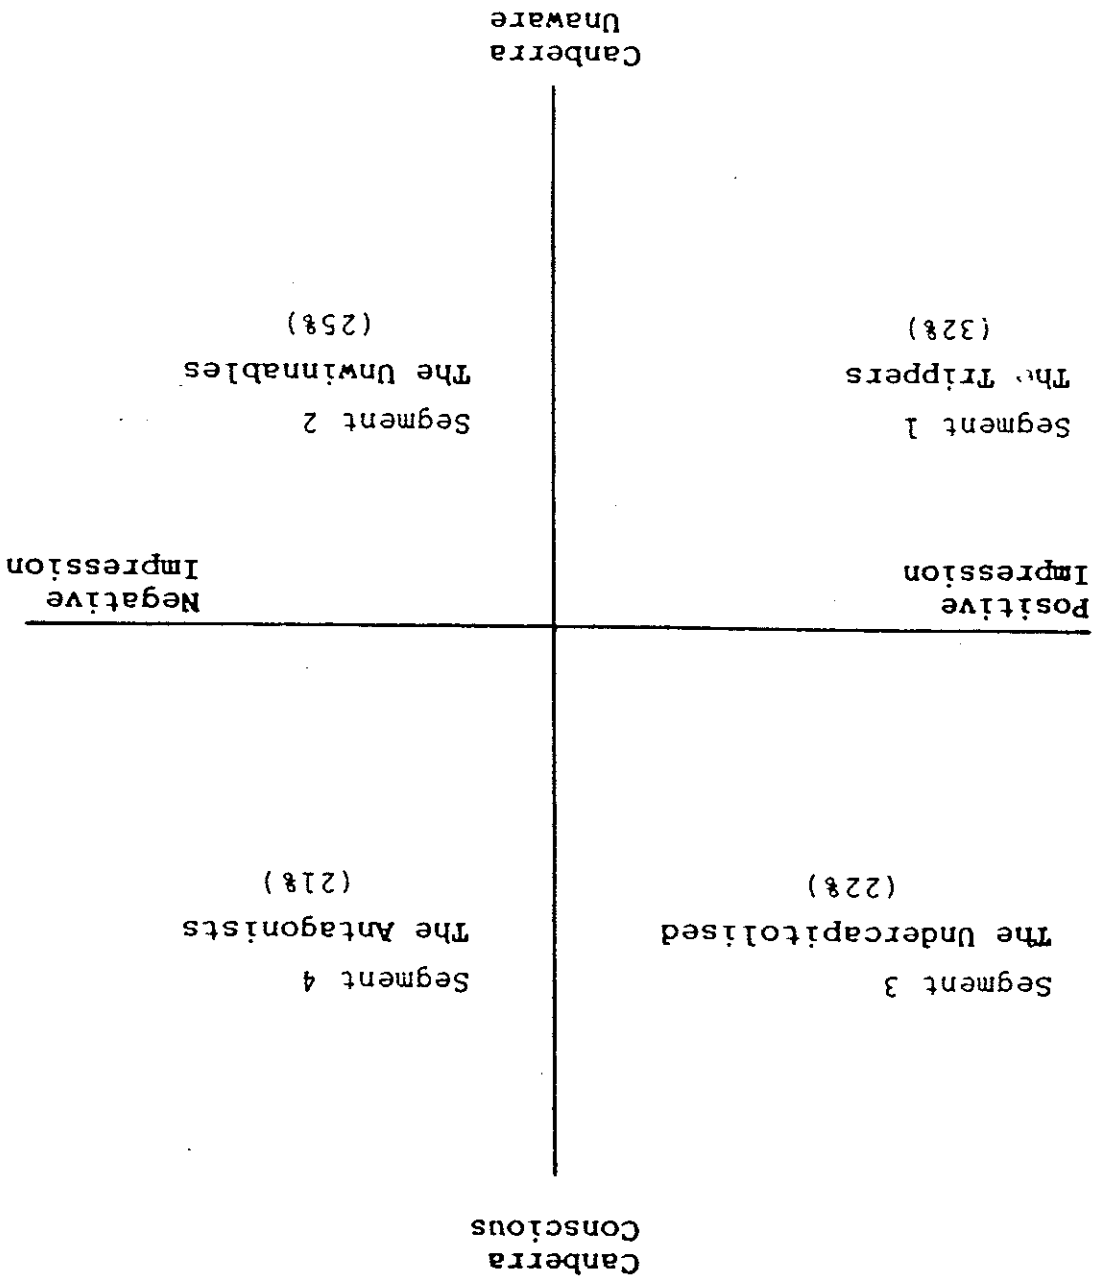 Canberra
Conscious
Segment 3
The Undercapitolised
(22%)
Segment 4
The Antagonists
(21%)
Positive
Impression
Negative
Impression
Segment 1
The Trippers
(32%)
Segment 2
The Unwinnables
(25%)
Canberra
Unaware